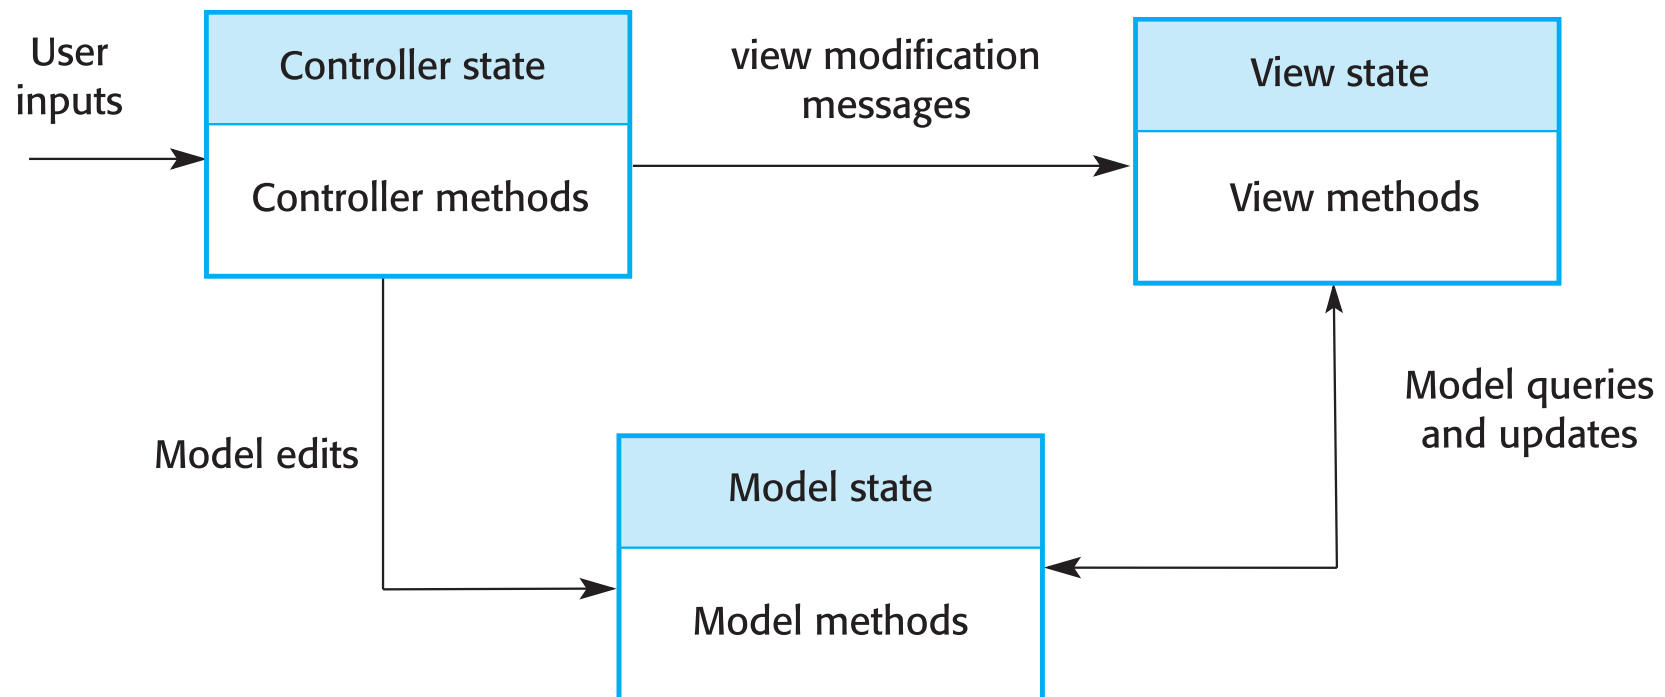 User
inputs
Controller state
Controller methods
view modification
messages
View state
View methods
Model edits
Model state
Model methods
Model queries
and updates